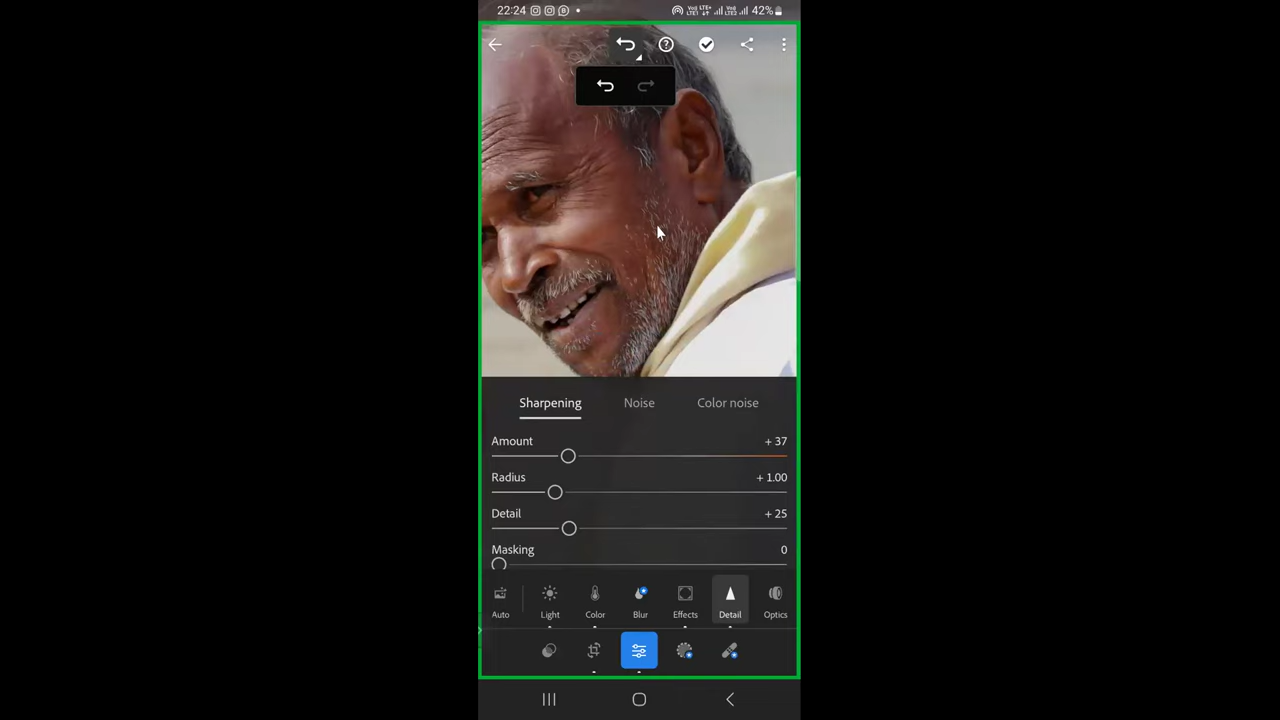 22:24 42%
Sharpening Noise Color noise
Amount + 37
Radius + 1.00
Detail + 25
Masking 0
Auto Light Color Blur Effects Detail Optics